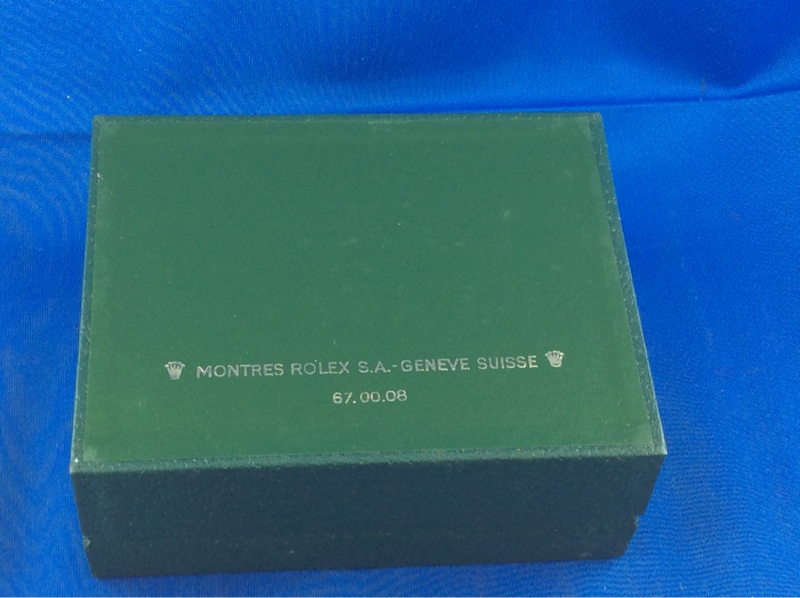 MONTRES ROLEX S.A.-GENEVE SUISSE
67.00.08